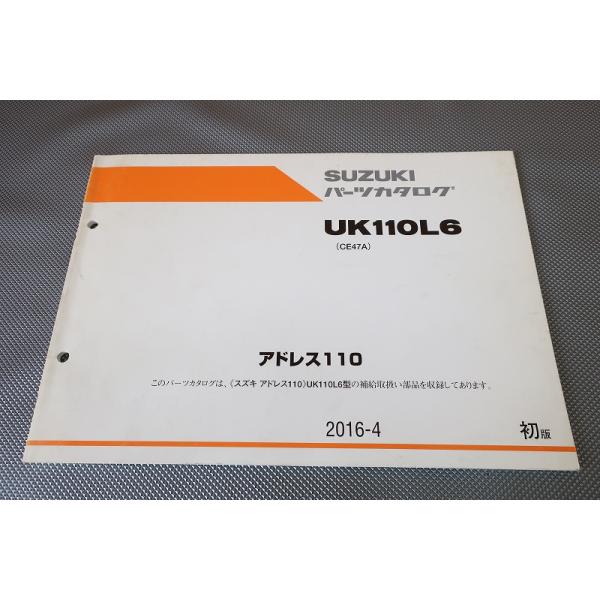 SUZUKI
パーツカタログ
UK110L6
(CE47A)
アドレス110
このパーツカタログは、《スズキ アドレス110》UK110L6型の補給取扱い部品を収録してあります。
2016-4
初版